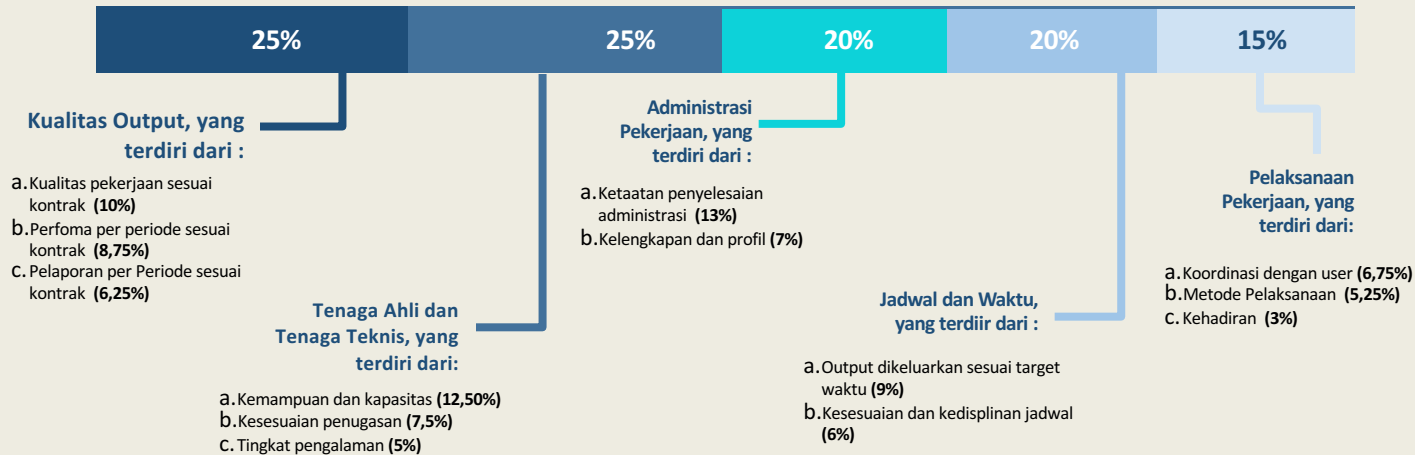 25%
25%
20%
20%
15%
Kualitas Output, yang
terdiri dari :
a. Kualitas pekerjaan sesuai
kontrak (10%)
b. Perfoma per periode sesuai
kontrak (8,75%)
c. Pelaporan per Periode sesuai
kontrak (6,25%)
Tenaga Ahli dan
Tenaga Teknis, yang
terdiri dari:
a. Kemampuan dan kapasitas (12,50%)
b. Kesesuaian penugasan (7,5%)
c. Tingkat pengalaman (5%)
Administrasi
Pekerjaan, yang
terdiri dari :
a. Ketaatan penyelesaian
administrasi (13%)
b. Kelengkapan dan profil (7%)
Jadwal dan Waktu,
yang terdiir dari :
a. Output dikeluarkan sesuai target
waktu (9%)
b. Kesesuaian dan kedisplinan jadwal
(6%)
Pelaksanaan
Pekerjaan, yang
terdiri dari:
a. Koordinasi dengan user (6,75%)
b. Metode Pelaksanaan (5,25%)
c. Kehadiran (3%)